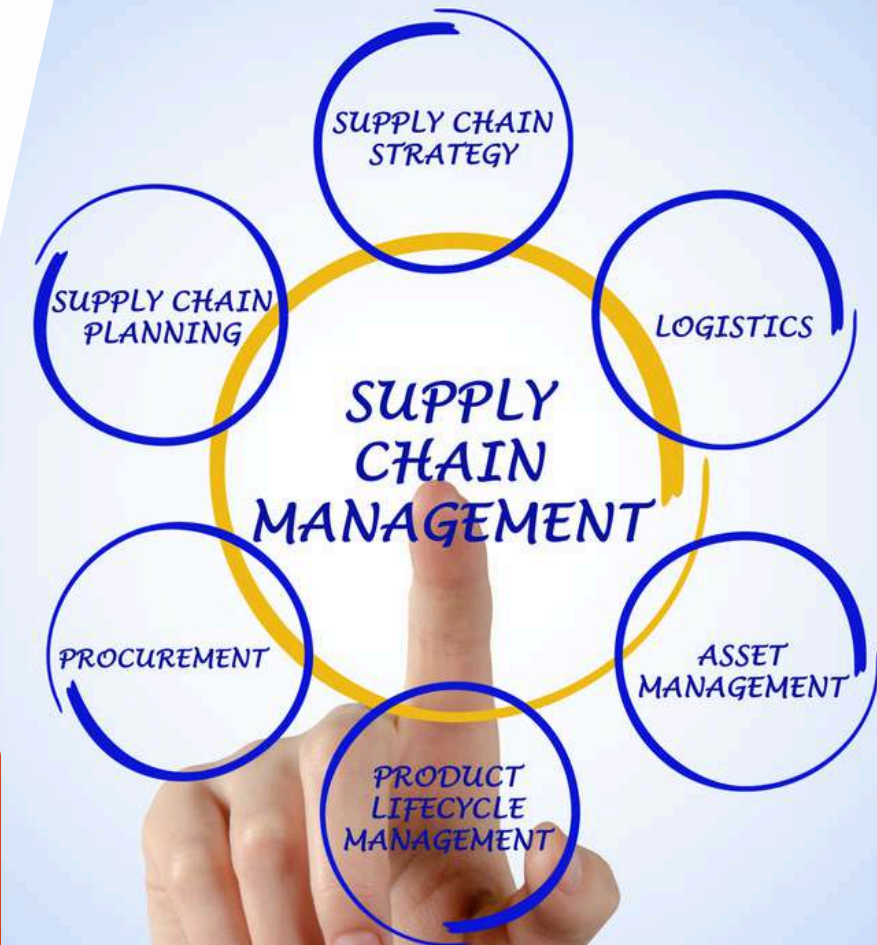 SUPPLY CHAIN
STRATEGY
SUPPLY CHAIN
PLANNING
LOGISTICS
SUPPLY
CHAIN
MANAGEMENT
PROCUREMENT
ASSET
MANAGEMENT
PRODUCT
LIFECYCLE
MANAGEMENT